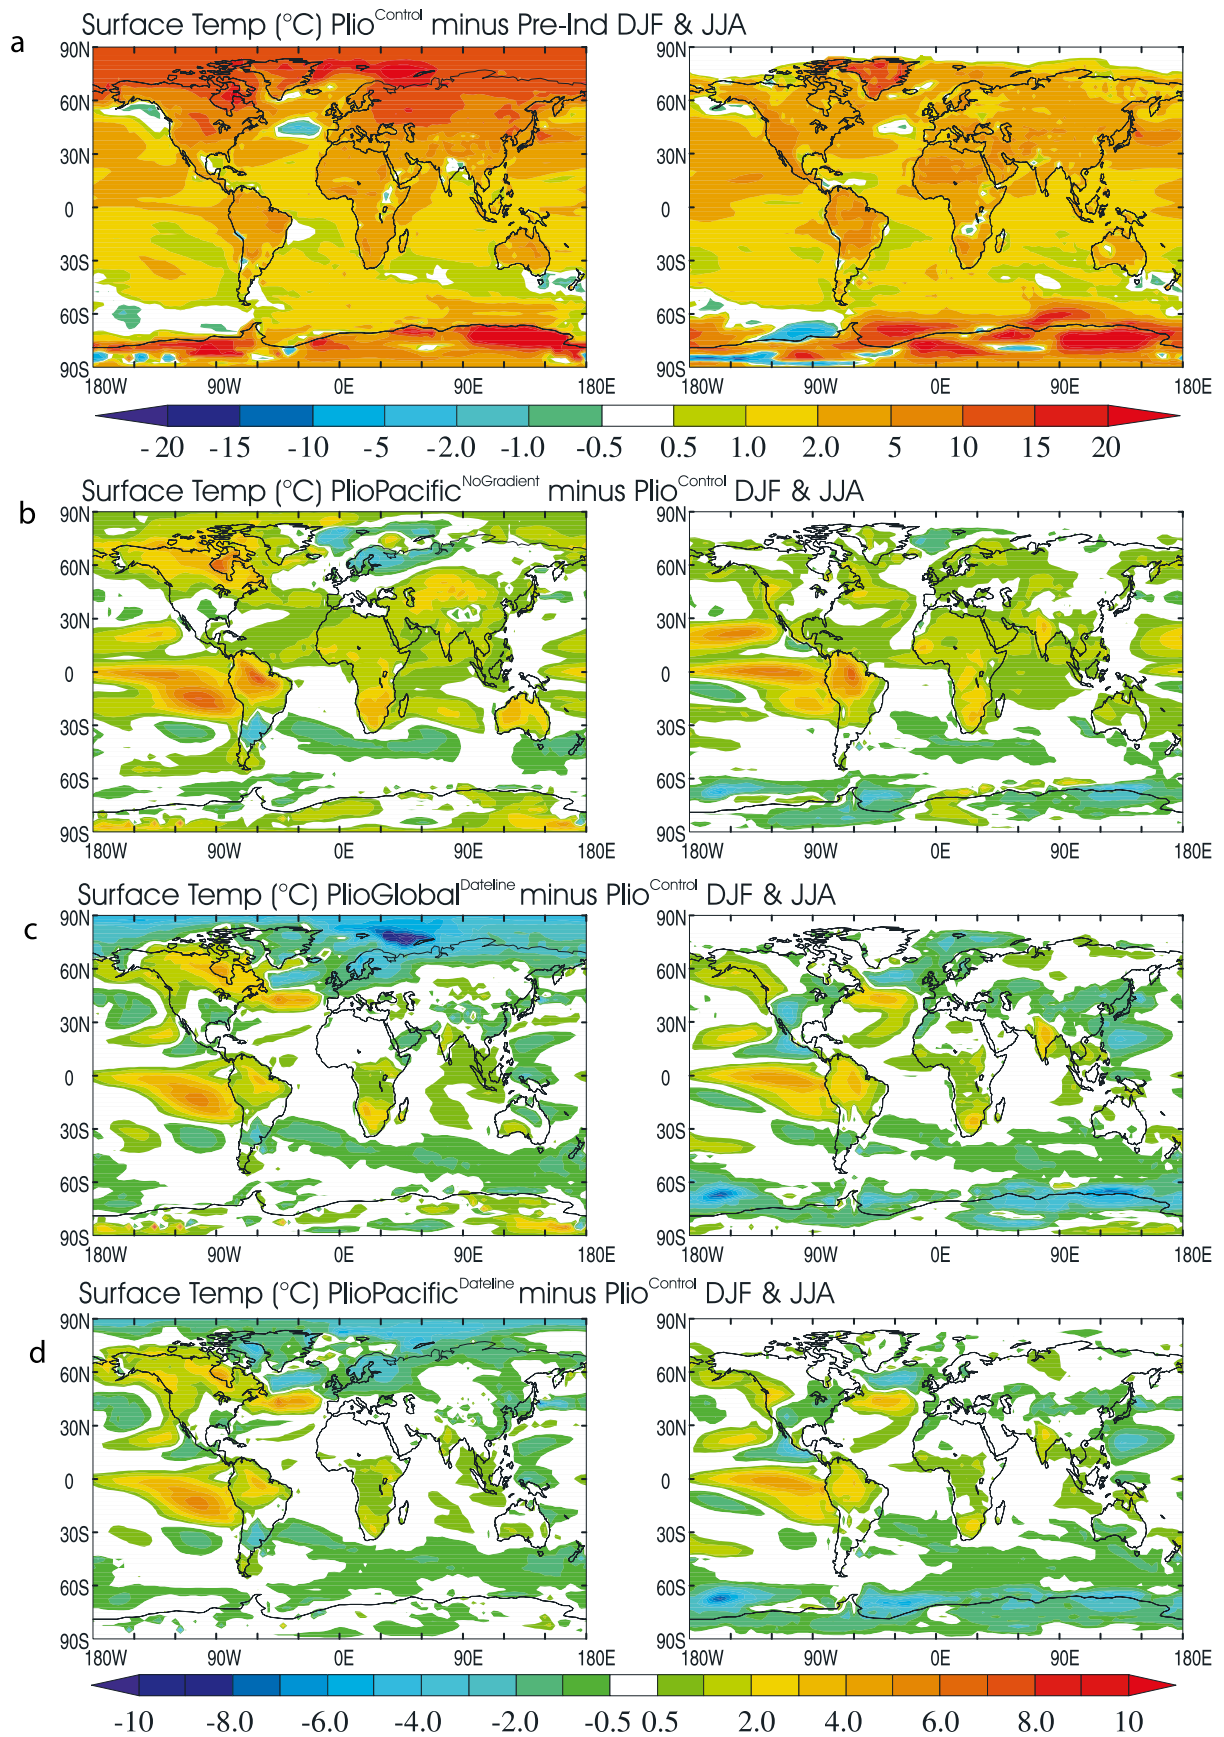 a
Surface Temp (°C) Plio^Control minus Pre-Ind DJF & JJA
90N
60N
30N
0
30S
60S
90S
180W 90W 0E 90E 180E
90N
60N
30N
0
30S
60S
90S
180W 90W 0E 90E 180E
-20 -15 -10 -5 -2.0 -1.0 -0.5 0.5 1.0 2.0 5 10 15 20
b
Surface Temp (°C) PlioPacific^NoGradient minus Plio^Control DJF & JJA
90N
60N
30N
0
30S
60S
90S
180W 90W 0E 90E 180E
90N
60N
30N
0
30S
60S
90S
180W 90W 0E 90E 180E
c
Surface Temp (°C) PlioGlobal^Dateline minus Plio^Control DJF & JJA
90N
60N
30N
0
30S
60S
90S
180W 90W 0E 90E 180E
90N
60N
30N
0
30S
60S
90S
180W 90W 0E 90E 180E
d
Surface Temp (°C) PlioPacific^Dateline minus Plio^Control DJF & JJA
90N
60N
30N
0
30S
60S
90S
180W 90W 0E 90E 180E
90N
60N
30N
0
30S
60S
90S
180W 90W 0E 90E 180E
-10 -8.0 -6.0 -4.0 -2.0 -0.5 0.5 2.0 4.0 6.0 8.0 10